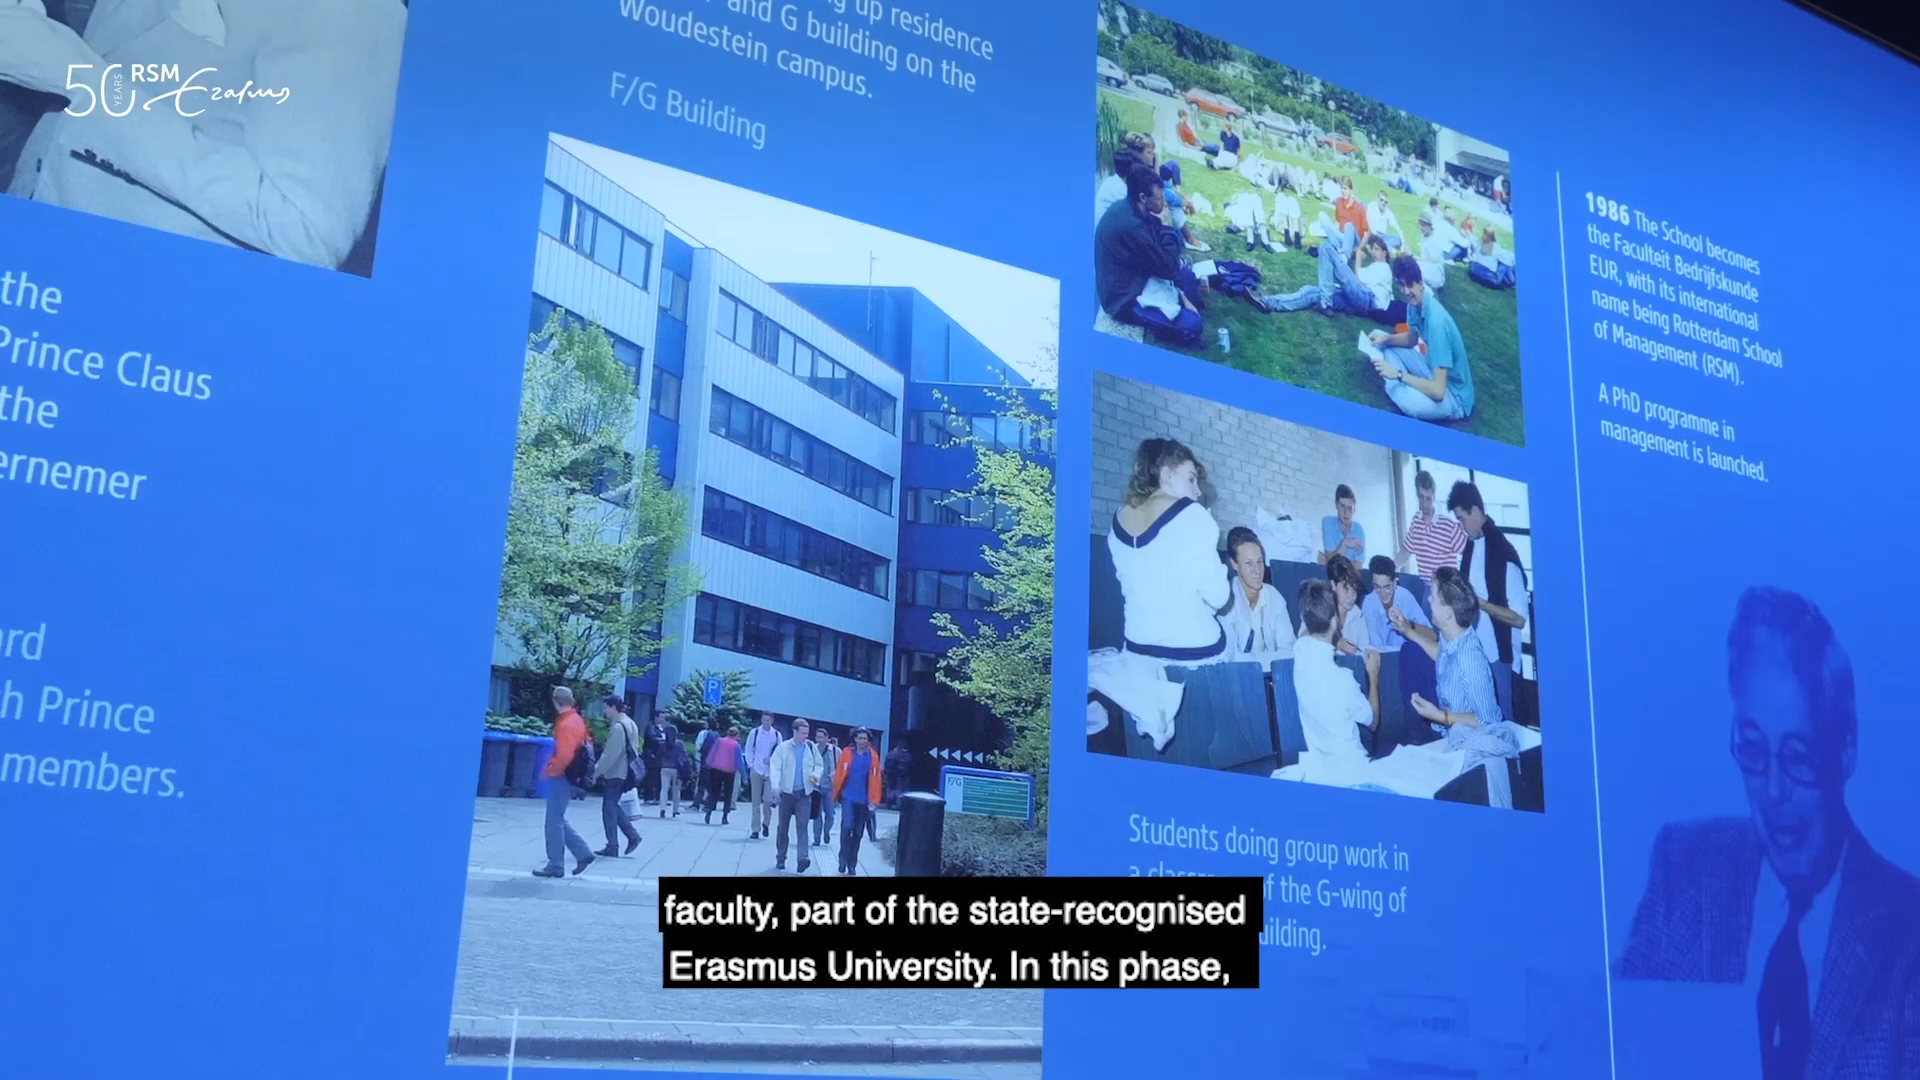 50 YEARS RSM Erasmus
the
Prince Claus
the
ernemer
ard
h Prince
members.
g up residence
and G building on the
Woudestein campus.
F/G Building
P
F/G
1986 The School becomes
the Faculteit Bedrijfskunde
EUR, with its international
name being Rotterdam School
of Management (RSM).
A PhD programme in
management is launched.
Students doing group work in
of the G-wing of
uilding.
faculty, part of the state-recognised
Erasmus University. In this phase,